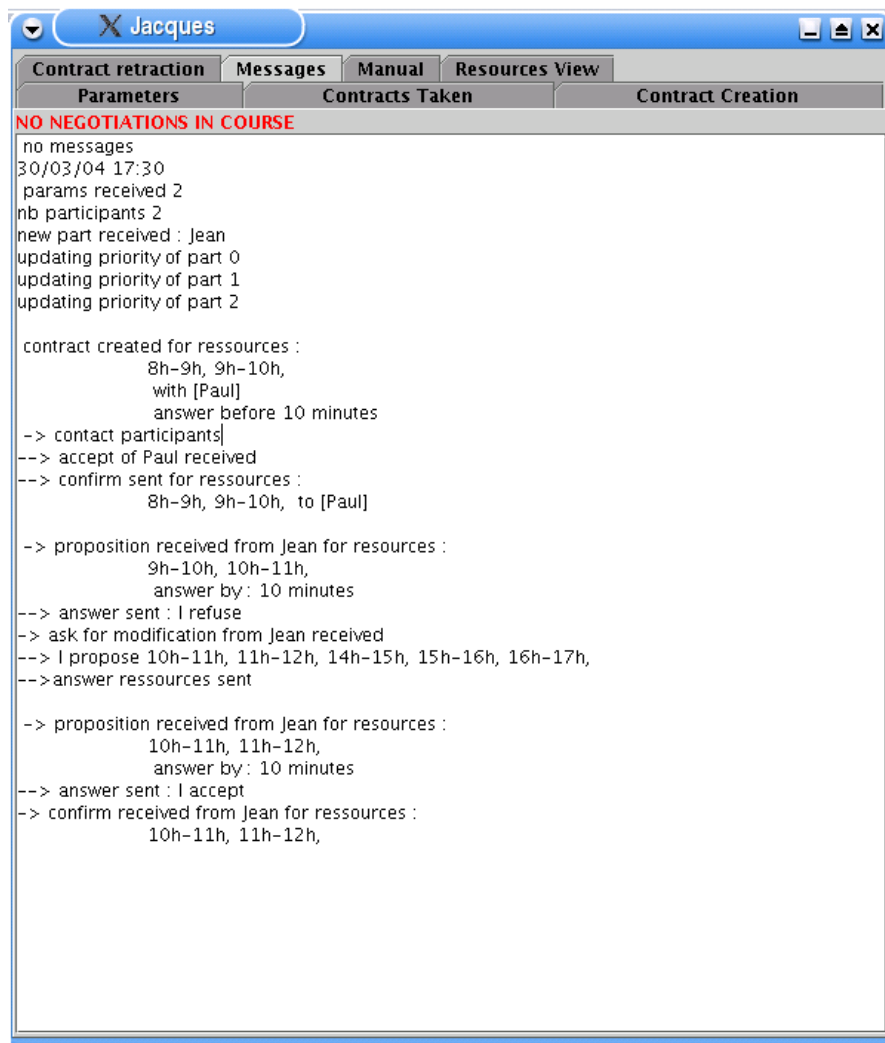 Jacques
Contract retraction Messages Manual Resources View
Parameters Contracts Taken Contract Creation
NO NEGOTIATIONS IN COURSE
no messages
30/03/04 17:30
params received 2
nb participants 2
new part received : Jean
updating priority of part 0
updating priority of part 1
updating priority of part 2
contract created for ressources :
8h-9h, 9h-10h,
with [Paul]
answer before 10 minutes
-> contact participants
--> accept of Paul received
--> confirm sent for ressources :
8h-9h, 9h-10h, to [Paul]
-> proposition received from Jean for resources :
9h-10h, 10h-11h,
answer by : 10 minutes
--> answer sent : I refuse
-> ask for modification from Jean received
--> I propose 10h-11h, 11h-12h, 14h-15h, 15h-16h, 16h-17h,
-->answer ressources sent
-> proposition received from Jean for resources :
10h-11h, 11h-12h,
answer by : 10 minutes
--> answer sent : I accept
-> confirm received from Jean for ressources :
10h-11h, 11h-12h,